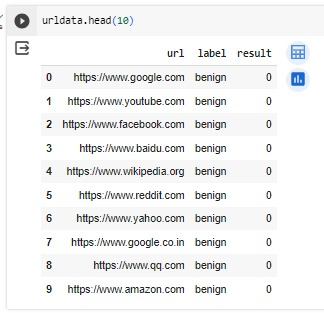 urldata.head(10)
url label result
0 https://www.google.com benign 0
1 https://www.youtube.com benign 0
2 https://www.facebook.com benign 0
3 https://www.baidu.com benign 0
4 https://www.wikipedia.org benign 0
5 https://www.reddit.com benign 0
6 https://www.yahoo.com benign 0
7 https://www.google.co.in benign 0
8 https://www.qq.com benign 0
9 https://www.amazon.com benign 0